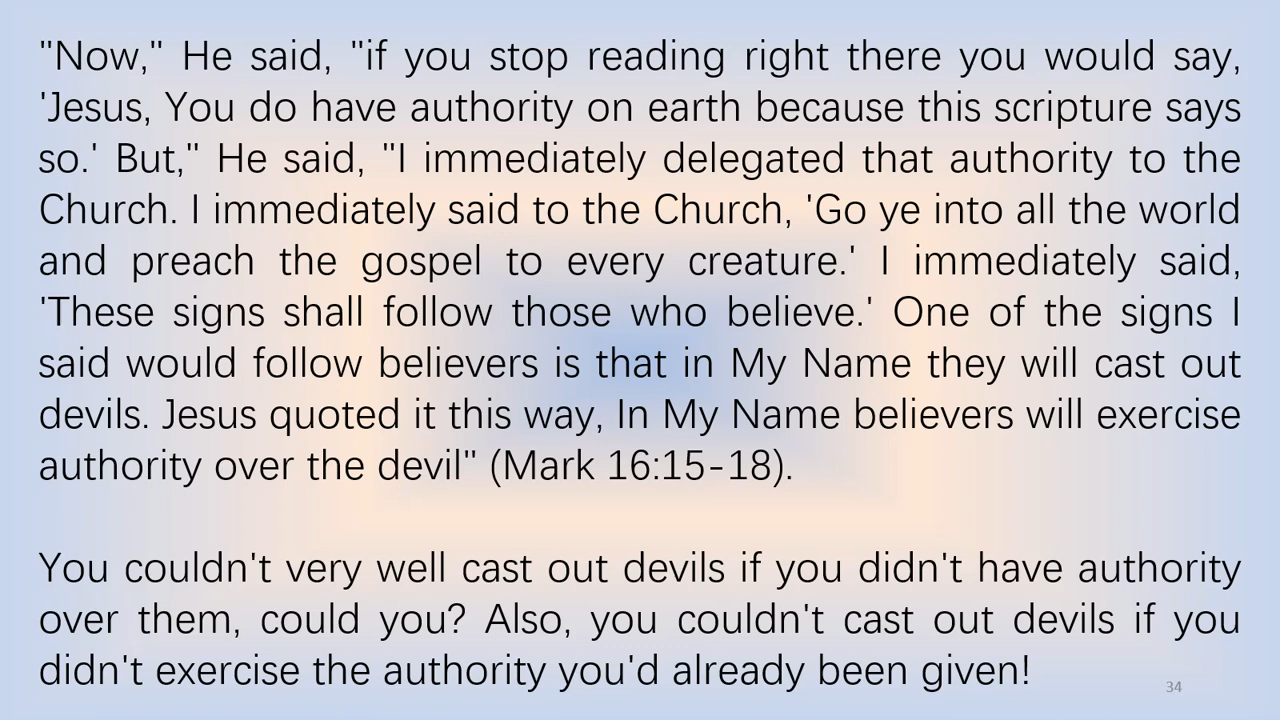 "Now," He said, "if you stop reading right there you would say,
'Jesus, You do have authority on earth because this scripture says
so.' But," He said, "I immediately delegated that authority to the
Church. I immediately said to the Church, 'Go ye into all the world
and preach the gospel to every creature.' I immediately said,
'These signs shall follow those who believe.' One of the signs I
said would follow believers is that in My Name they will cast out
devils. Jesus quoted it this way, In My Name believers will exercise
authority over the devil" (Mark 16:15-18).
You couldn't very well cast out devils if you didn't have authority
over them, could you? Also, you couldn't cast out devils if you
didn't exercise the authority you'd already been given!
34